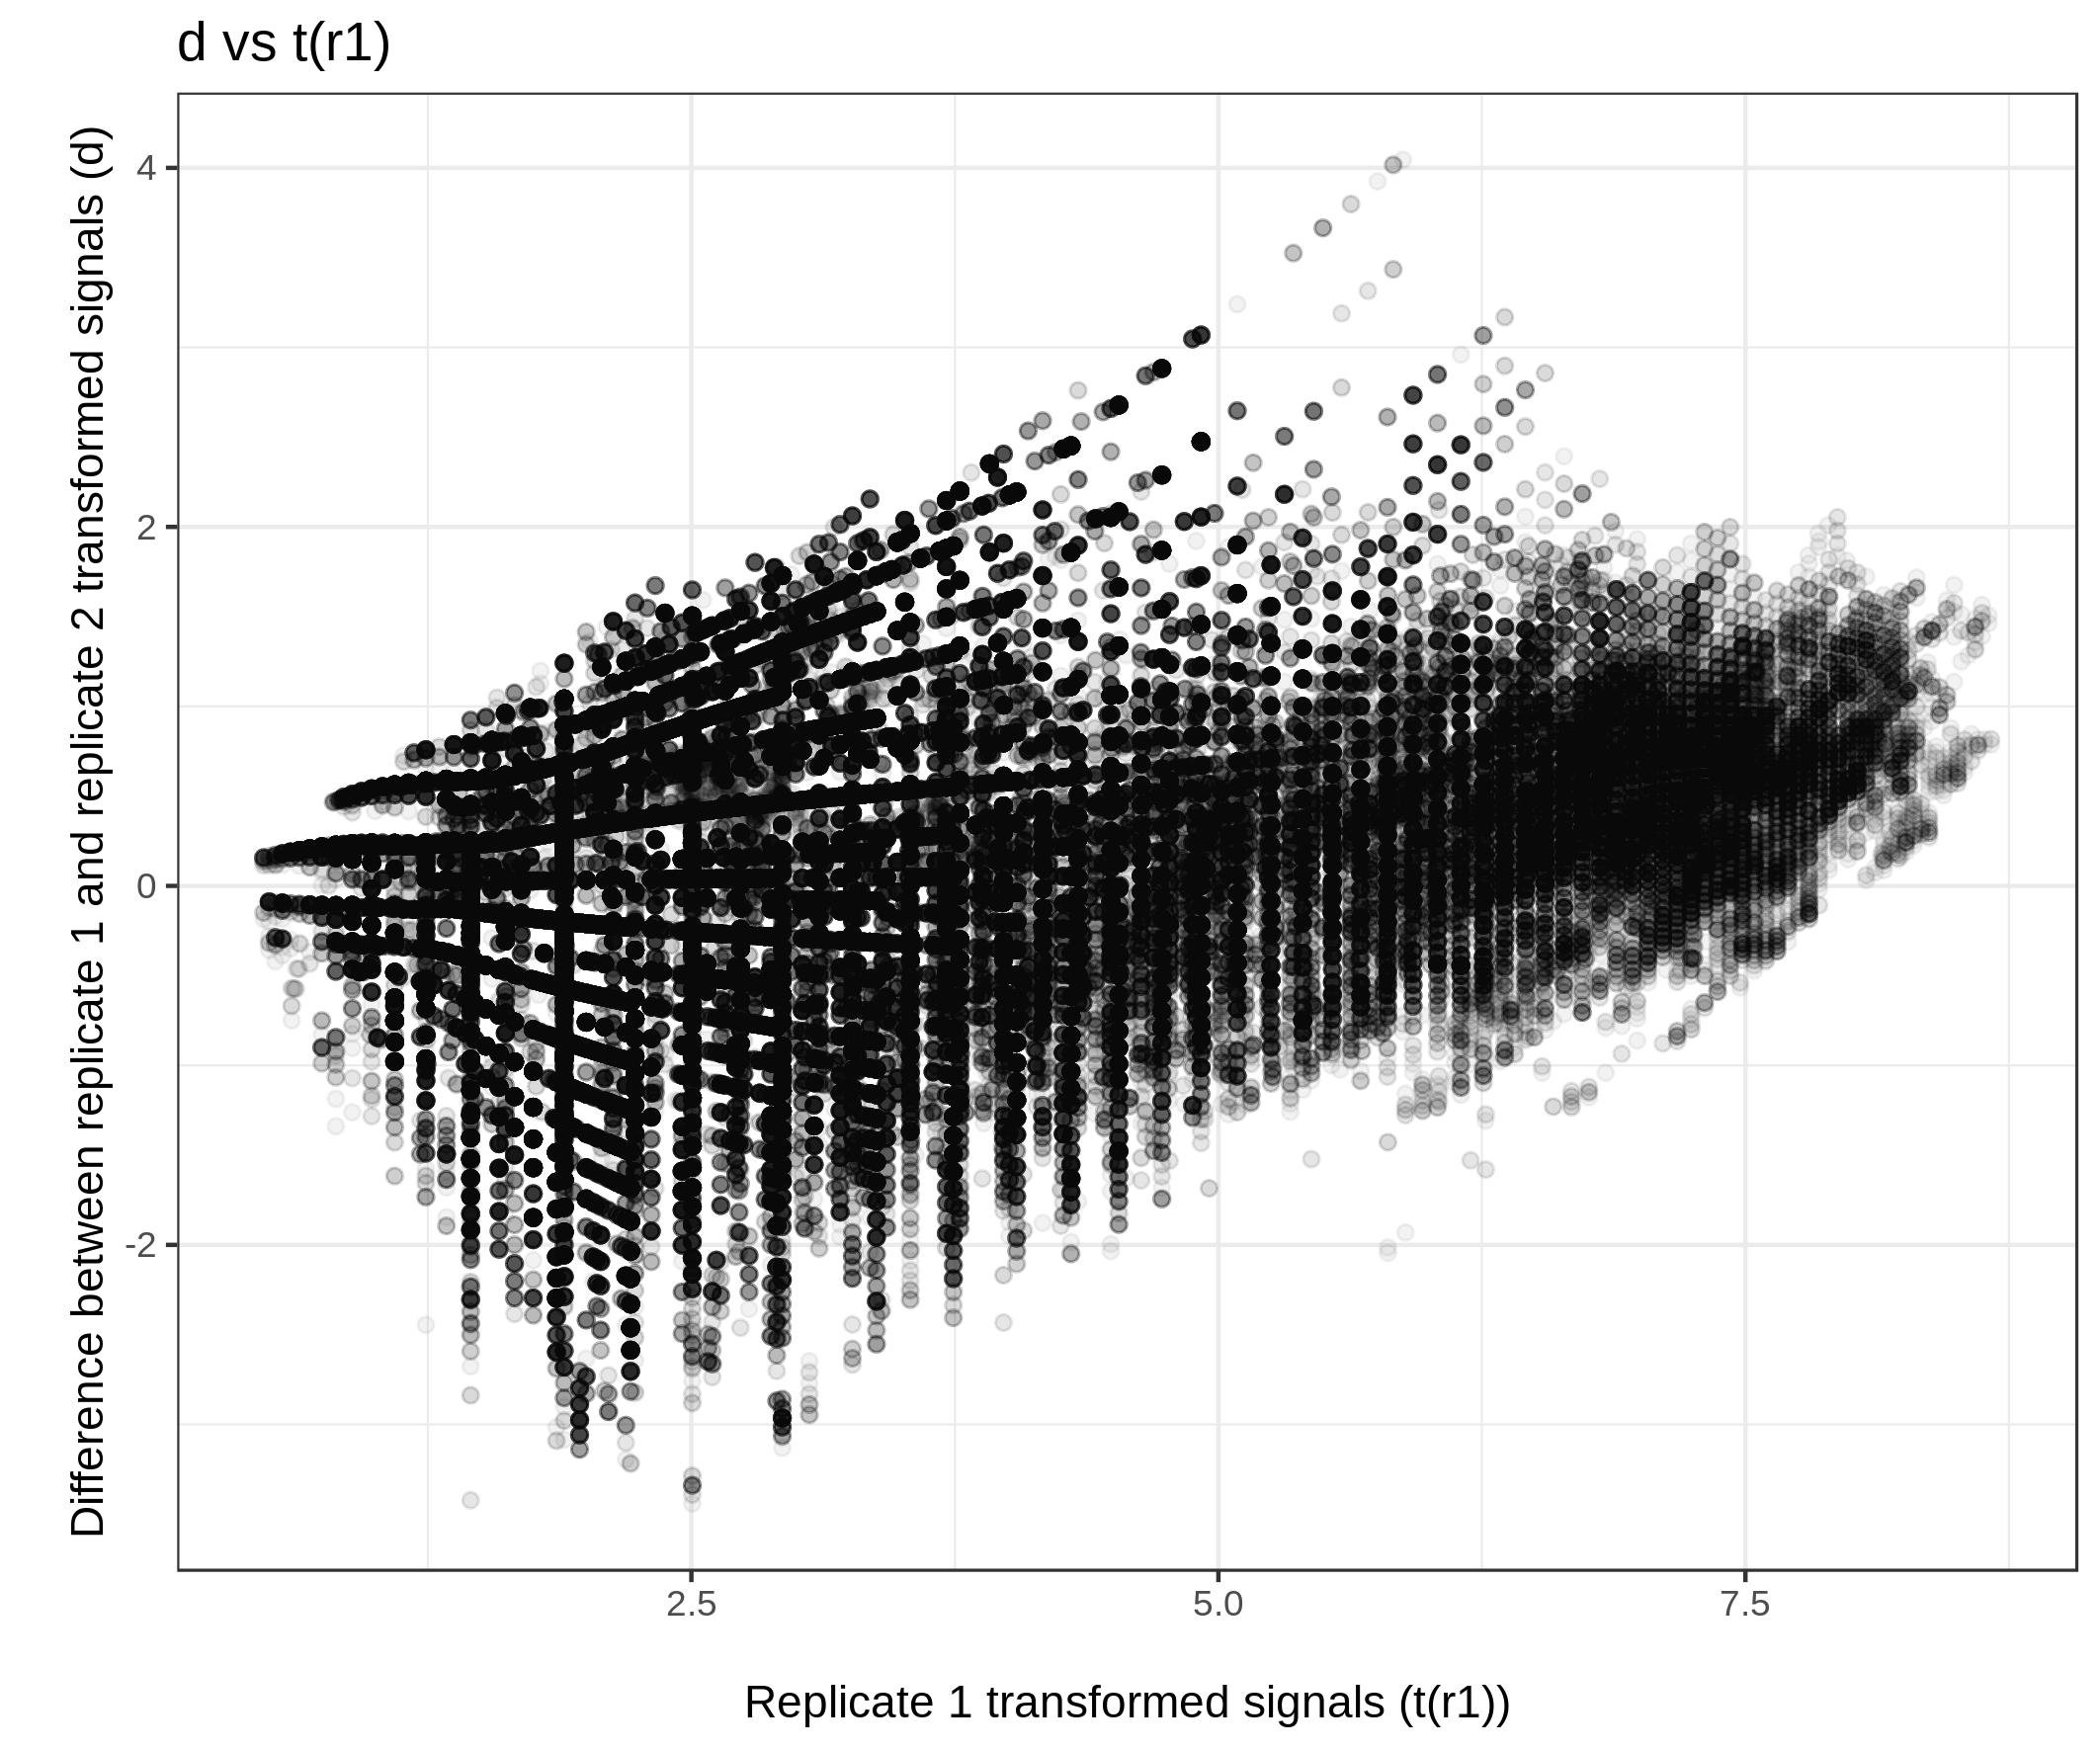 d vs t(r1)
Difference between replicate 1 and replicate 2 transformed signals (d)
4
2
0
-2
2.5
5.0
7.5
Replicate 1 transformed signals (t(r1))